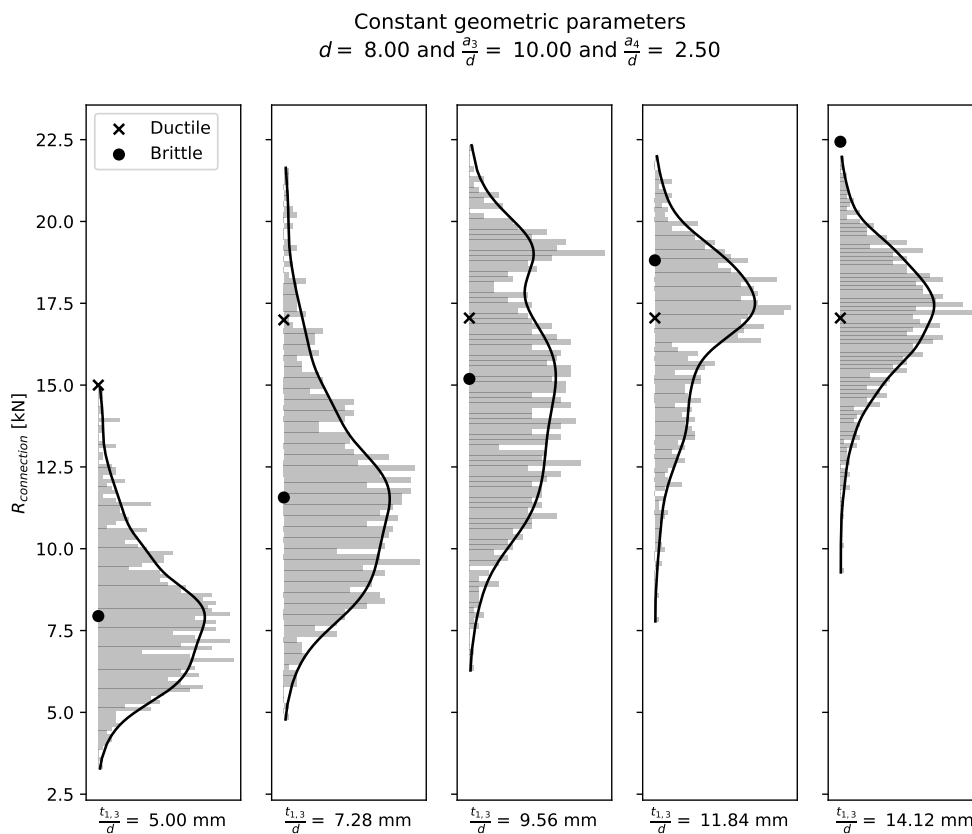 Constant geometric parameters
d = 8.00 and a₃/d = 10.00 and a₄/d = 2.50
Ductile
Brittle
R_connection [kN]
22.5
20.0
17.5
15.0
12.5
10.0
7.5
5.0
2.5
t₁,₃/d = 5.00 mm
t₁,₃/d = 7.28 mm
t₁,₃/d = 9.56 mm
t₁,₃/d = 11.84 mm
t₁,₃/d = 14.12 mm